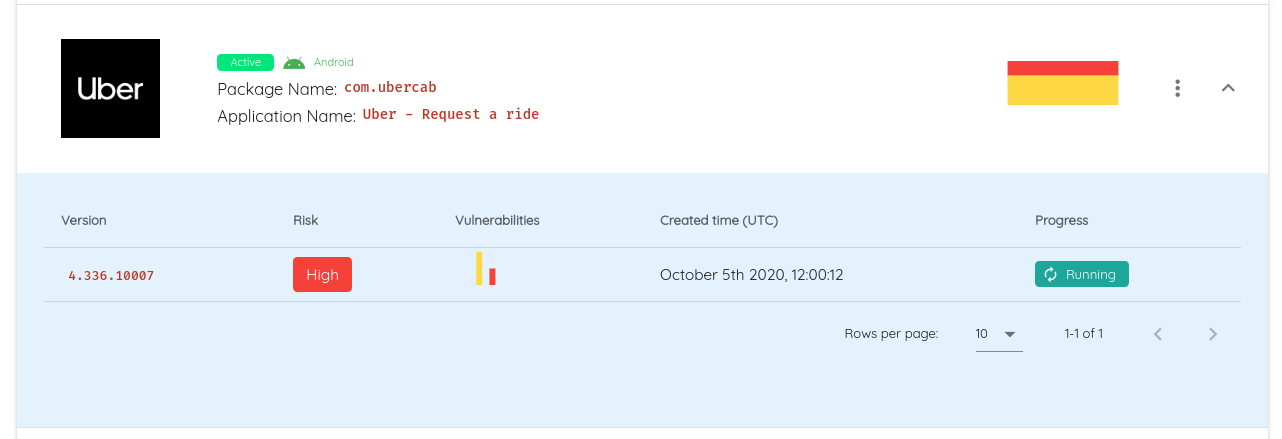 Uber
Active Android
Package Name: com.ubercab
Application Name: Uber - Request a ride
Version Risk Vulnerabilities Created time (UTC) Progress
4.336.10007 High October 5th 2020, 12:00:12 Running
Rows per page: 10 1-1 of 1